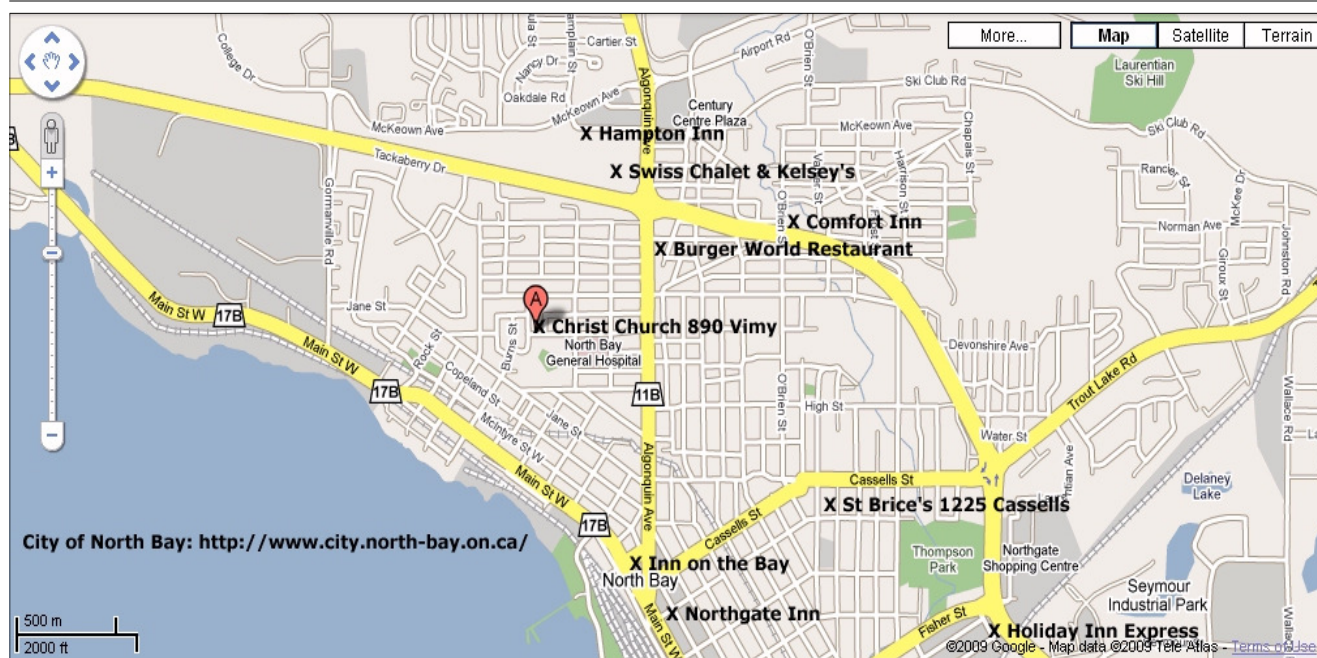 More...
Map
Satellite
Terrain
College Dr
Cartier St
Nancy Dr
Oakdale Rd
McKeown Ave
McKeown Ave
Algonquin Ave
Airport Rd
O'Brien St
Ski Club Rd
Laurentian
Ski Hill
Century
Centre Plaza
McKeown Ave
Chapais St
Ski Club Rd
X Hampton Inn
Tackaberry Dr
X Swiss Chalet & Kelsey's
Harrison St
Rancier St
McKee Dr
Gormanville Rd
O'Brien St
X Comfort Inn
Norman Ave
Johnston Rd
X Burger World Restaurant
Giroux St
Main St W
17B
Jane St
A
X Christ Church 890 Vimy
Main St W
Rock St
Burns St
North Bay
General Hospital
Devonshire Ave
Trout Lake Rd
Copeland St
17B
11B
O'Brien St
High St
Wallace Rd
McIntyre St W
Jane St
Water St
Main St W
Algonquin Ave
Cassells St
Delaney
Lake
X St Brice's 1225 Cassells
17B
Cassells St
City of North Bay: http://www.city.north-bay.on.ca/
Thompson
Park
Northgate
Shopping Centre
X Inn on the Bay
North Bay
Seymour
Industrial Park
X Northgate Inn
Main St W
Fisher St
X Holiday Inn Express
500 m
2000 ft
©2009 Google - Map data ©2009 Tele Atlas - Terms of Use